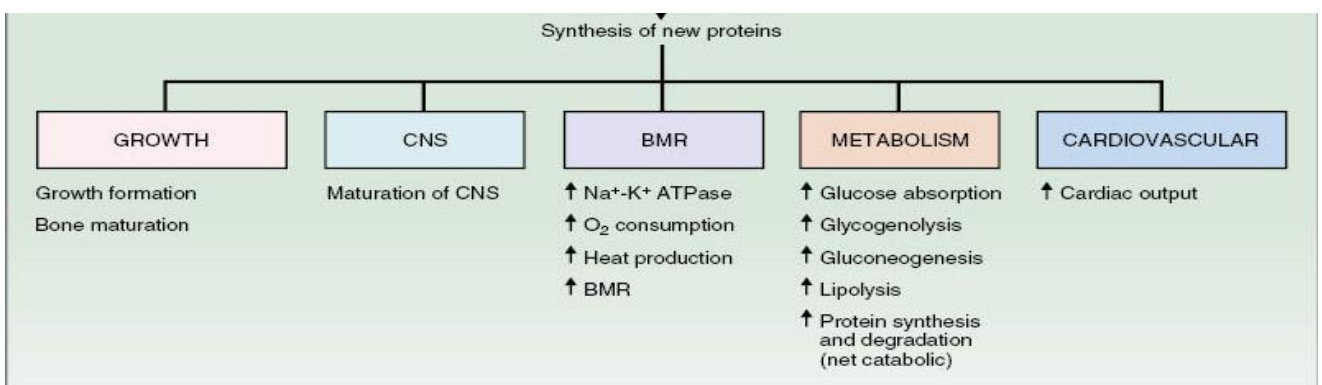 Synthesis of new proteins
GROWTH
Growth formation
Bone maturation
CNS
Maturation of CNS
BMR
↑ Na⁺-K⁺ ATPase
↑ O₂ consumption
↑ Heat production
↑ BMR
METABOLISM
↑ Glucose absorption
↑ Glycogenolysis
↑ Gluconeogenesis
↑ Lipolysis
↑ Protein synthesis
and degradation
(net catabolic)
CARDIOVASCULAR
↑ Cardiac output